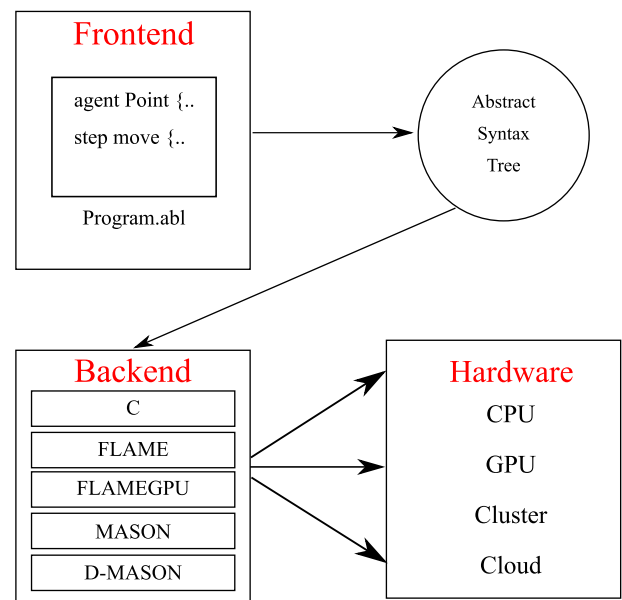 Frontend
agent Point {..
step move {..
Program.abl
Abstract
Syntax
Tree
Backend
C
FLAME
FLAMEGPU
MASON
D-MASON
Hardware
CPU
GPU
Cluster
Cloud